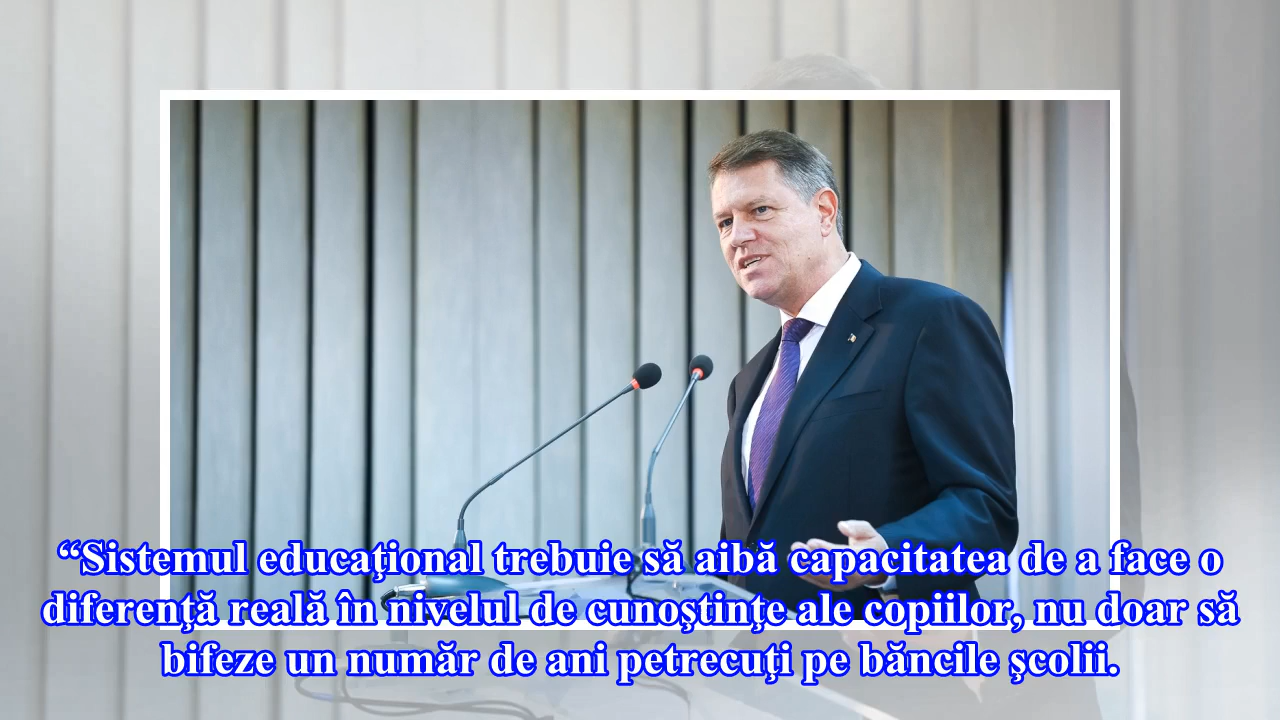 “Sistemul educaţional trebuie să aibă capacitatea de a face o
diferenţă reală în nivelul de cunoştinţe ale copiilor, nu doar să
bifeze un număr de ani petrecuţi pe băncile şcolii.